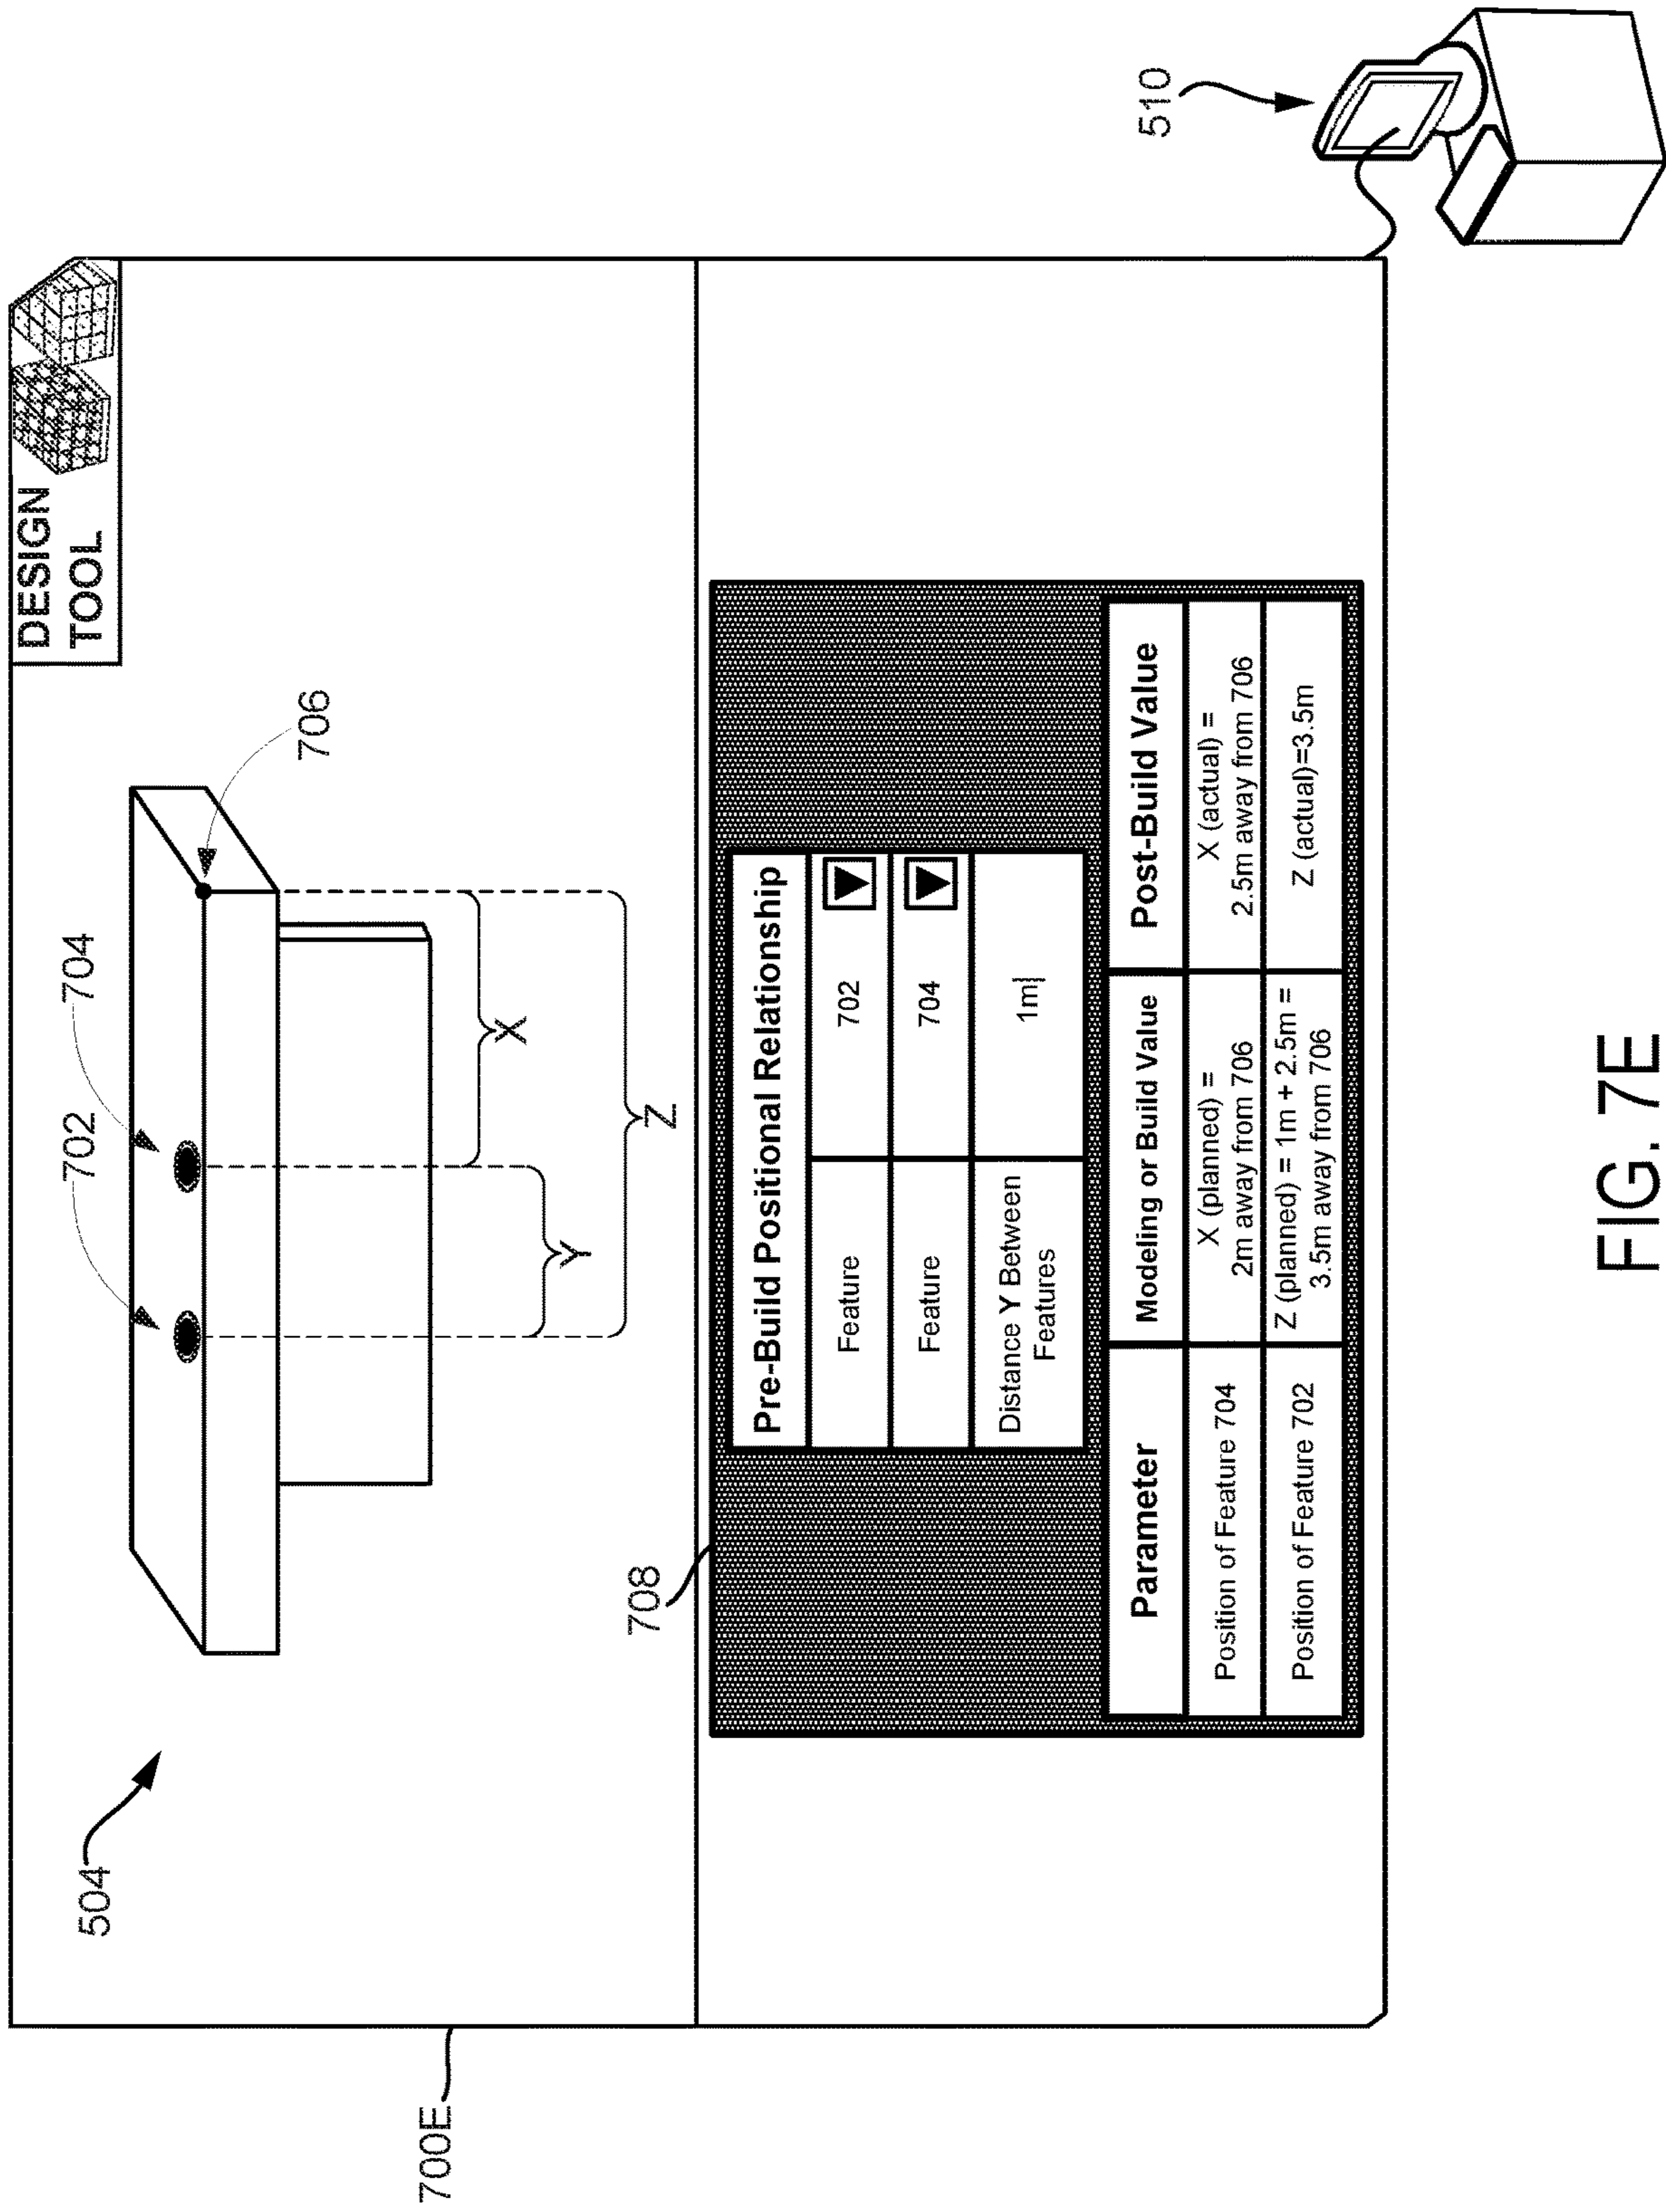 DESIGN
TOOL
504
702
704
706
X
Y
Z
708
Pre-Build Positional Relationship
Feature
702
Feature
704
Distance Y Between
Features
1m
Parameter
Modeling or Build Value
Post-Build Value
Position of Feature 704
X (planned) =
2m away from 706
X (actual) =
2.5m away from 706
Position of Feature 702
Z (planned) = 1m + 2.5m =
3.5m away from 706
Z (actual)=3.5m
700E
510
FIG. 7E